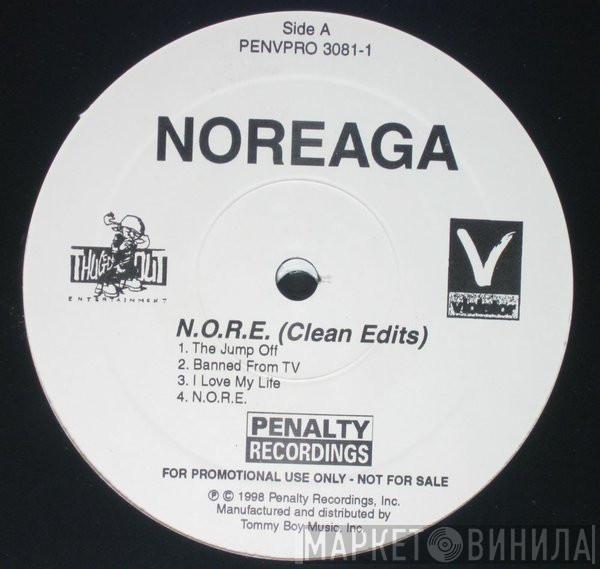 Side A
PENVPRO 3081-1
NOREAGA
THUGGED OUT
ENTERTAINMENT
V
violator
N.O.R.E. (Clean Edits)
1. The Jump Off
2. Banned From TV
3. I Love My Life
4. N.O.R.E.
PENALTY
RECORDINGS
FOR PROMOTIONAL USE ONLY - NOT FOR SALE
℗ © 1998 Penalty Recordings, Inc.
Manufactured and distributed by
Tommy Boy Music. Inc.
МАРКЕТ ВИНИЛА